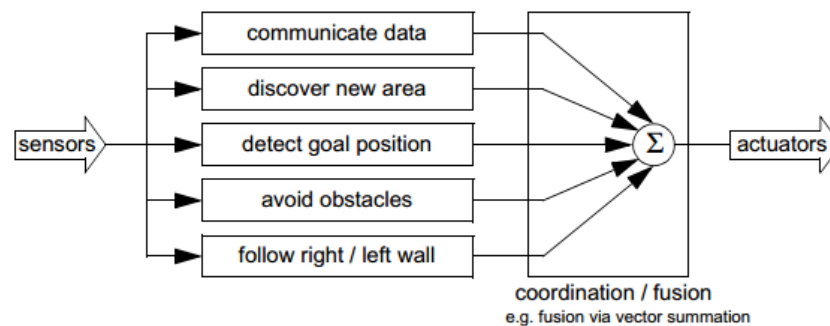 communicate data
discover new area
sensors
detect goal position
Σ
actuators
avoid obstacles
follow right / left wall
coordination / fusion
e.g. fusion via vector summation